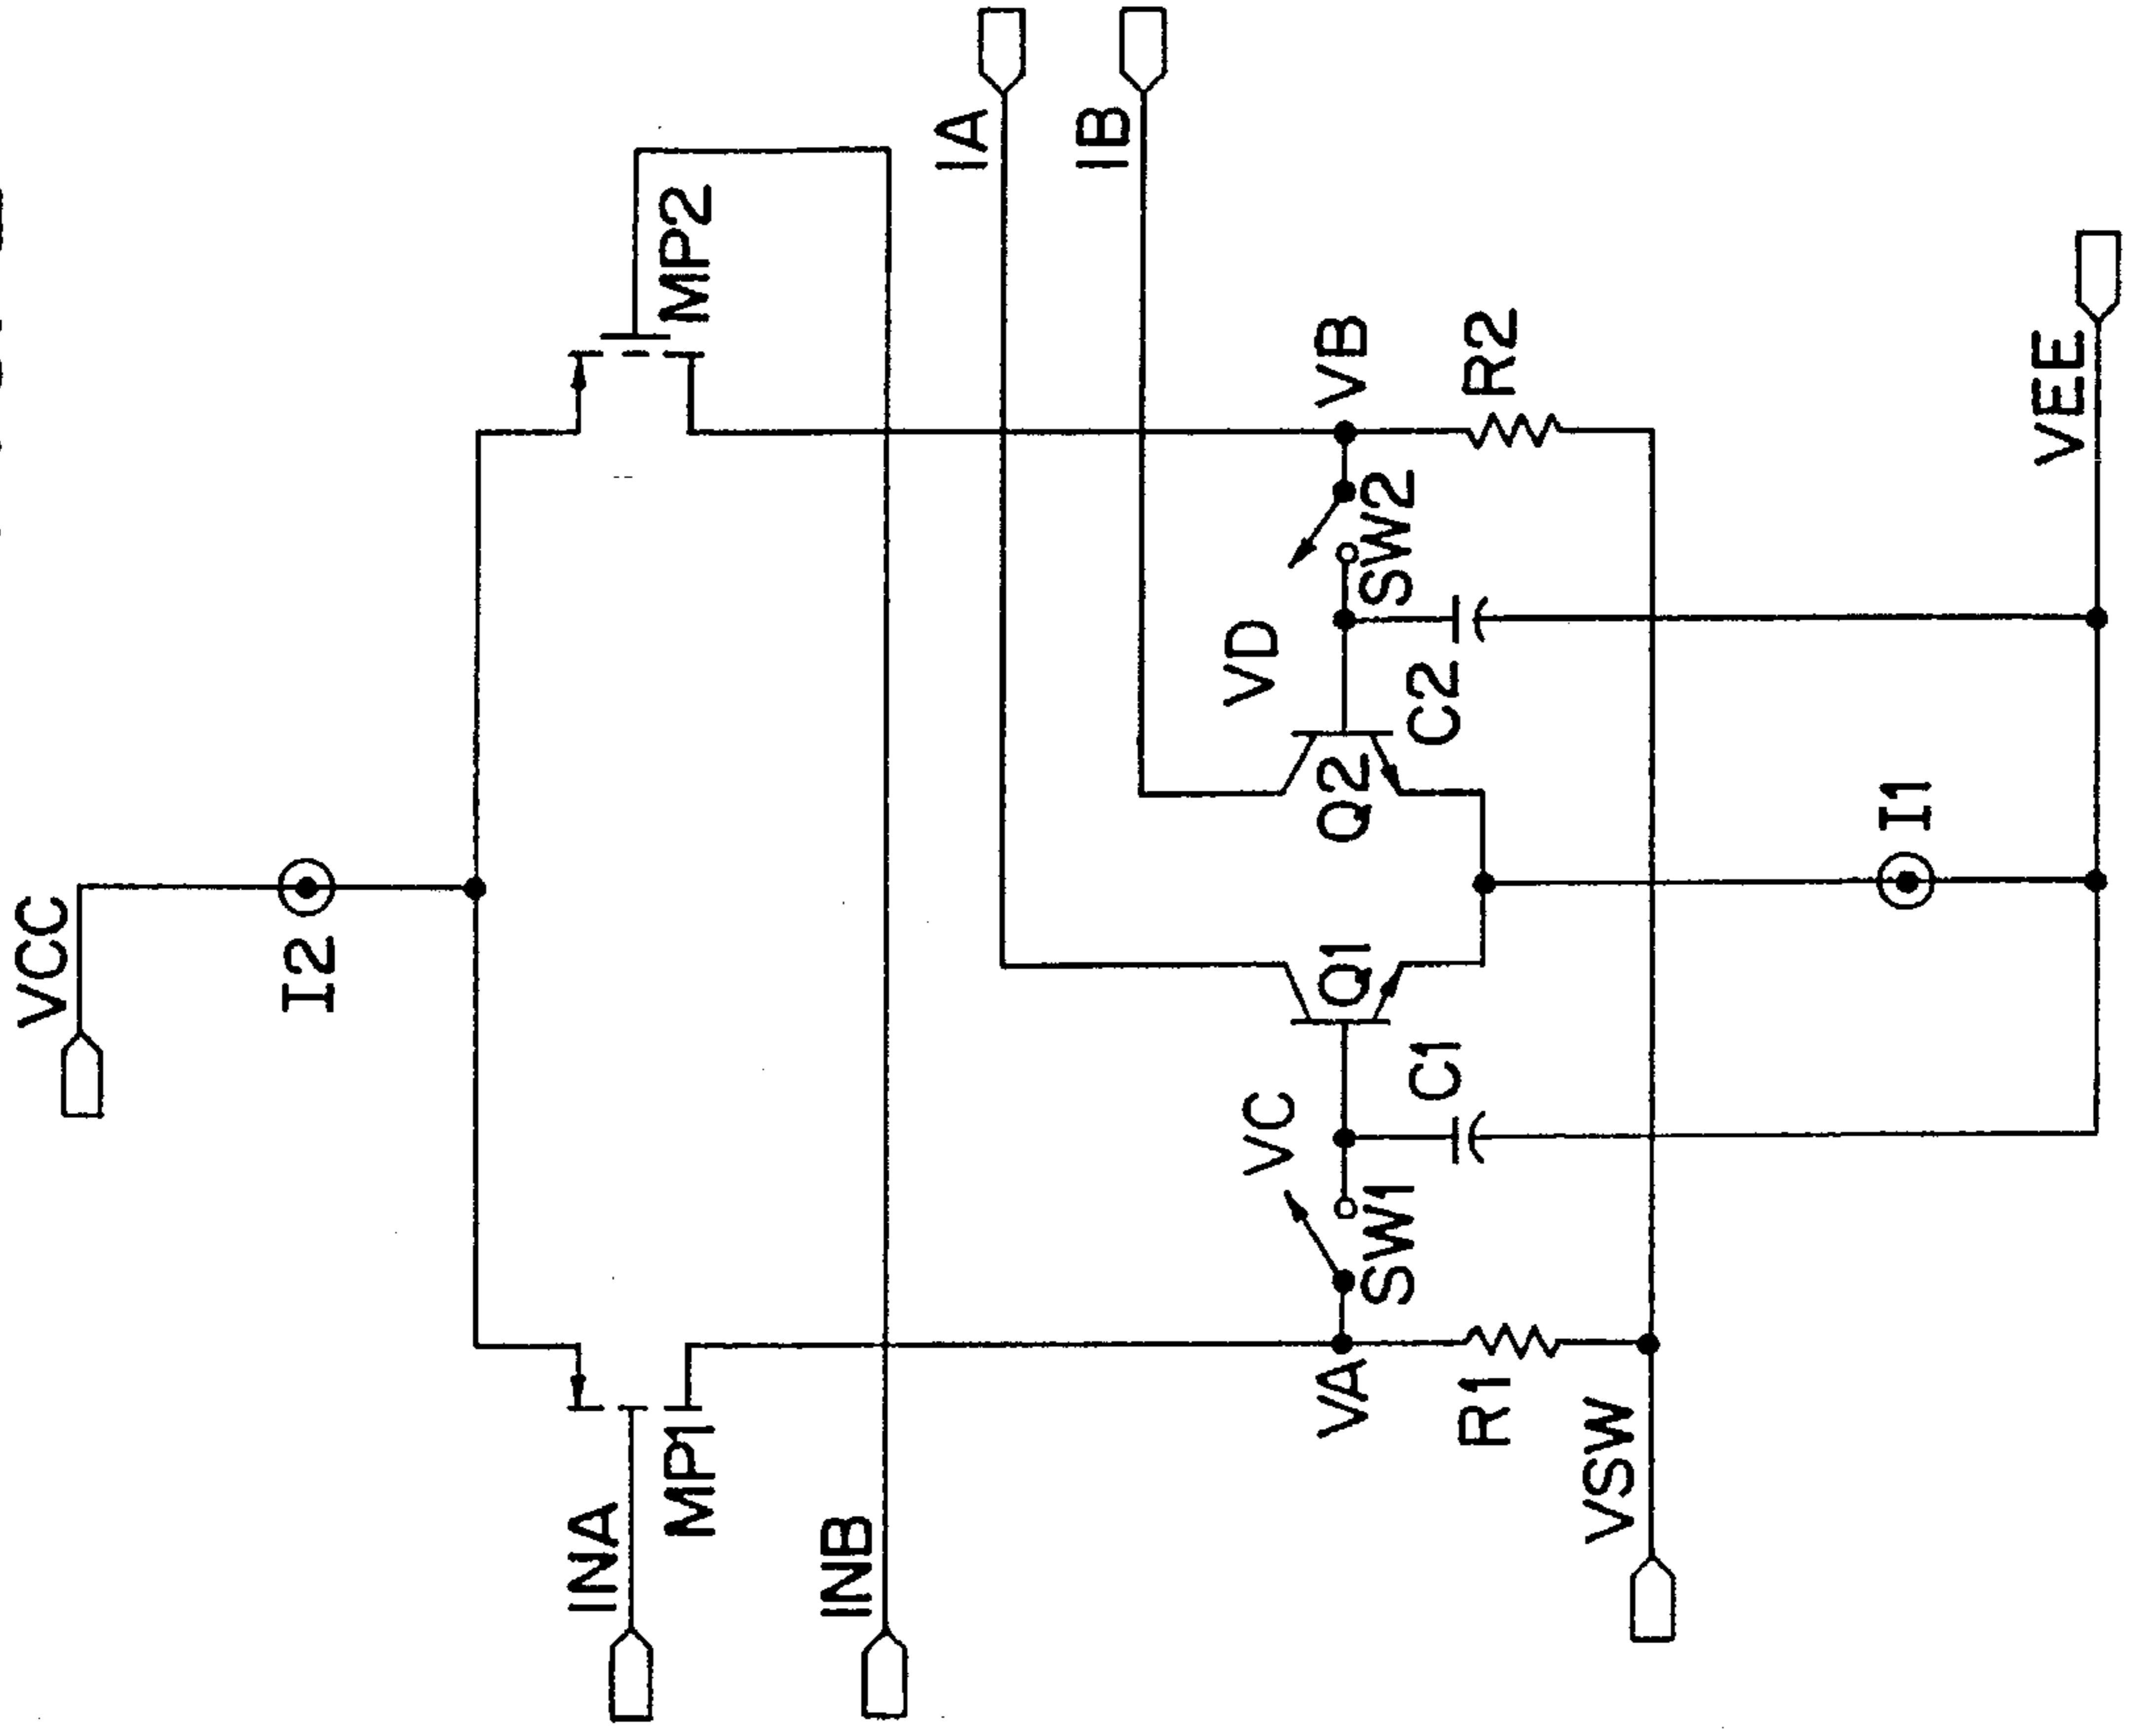 VCC
I2
INA
MP1
MP2
INB
IA
IB
VC
VD
VA
SW1
Q1
Q2
SW2
VB
C1
C2
R1
R2
VSW
I1
VEE